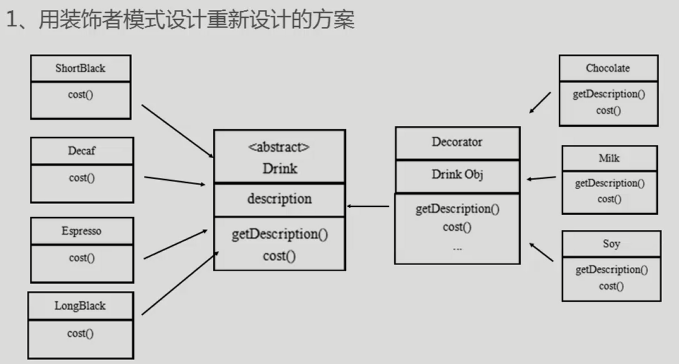 1、用装饰者模式设计重新设计的方案
ShortBlack
cost()
Decaf
cost()
Espresso
cost()
LongBlack
cost()
<abstract>
Drink
description
getDescription()
cost()
Decorator
Drink Obj
getDescription()
cost()
...
Chocolate
getDescription()
cost()
Milk
getDescription()
cost()
Soy
getDescription()
cost()